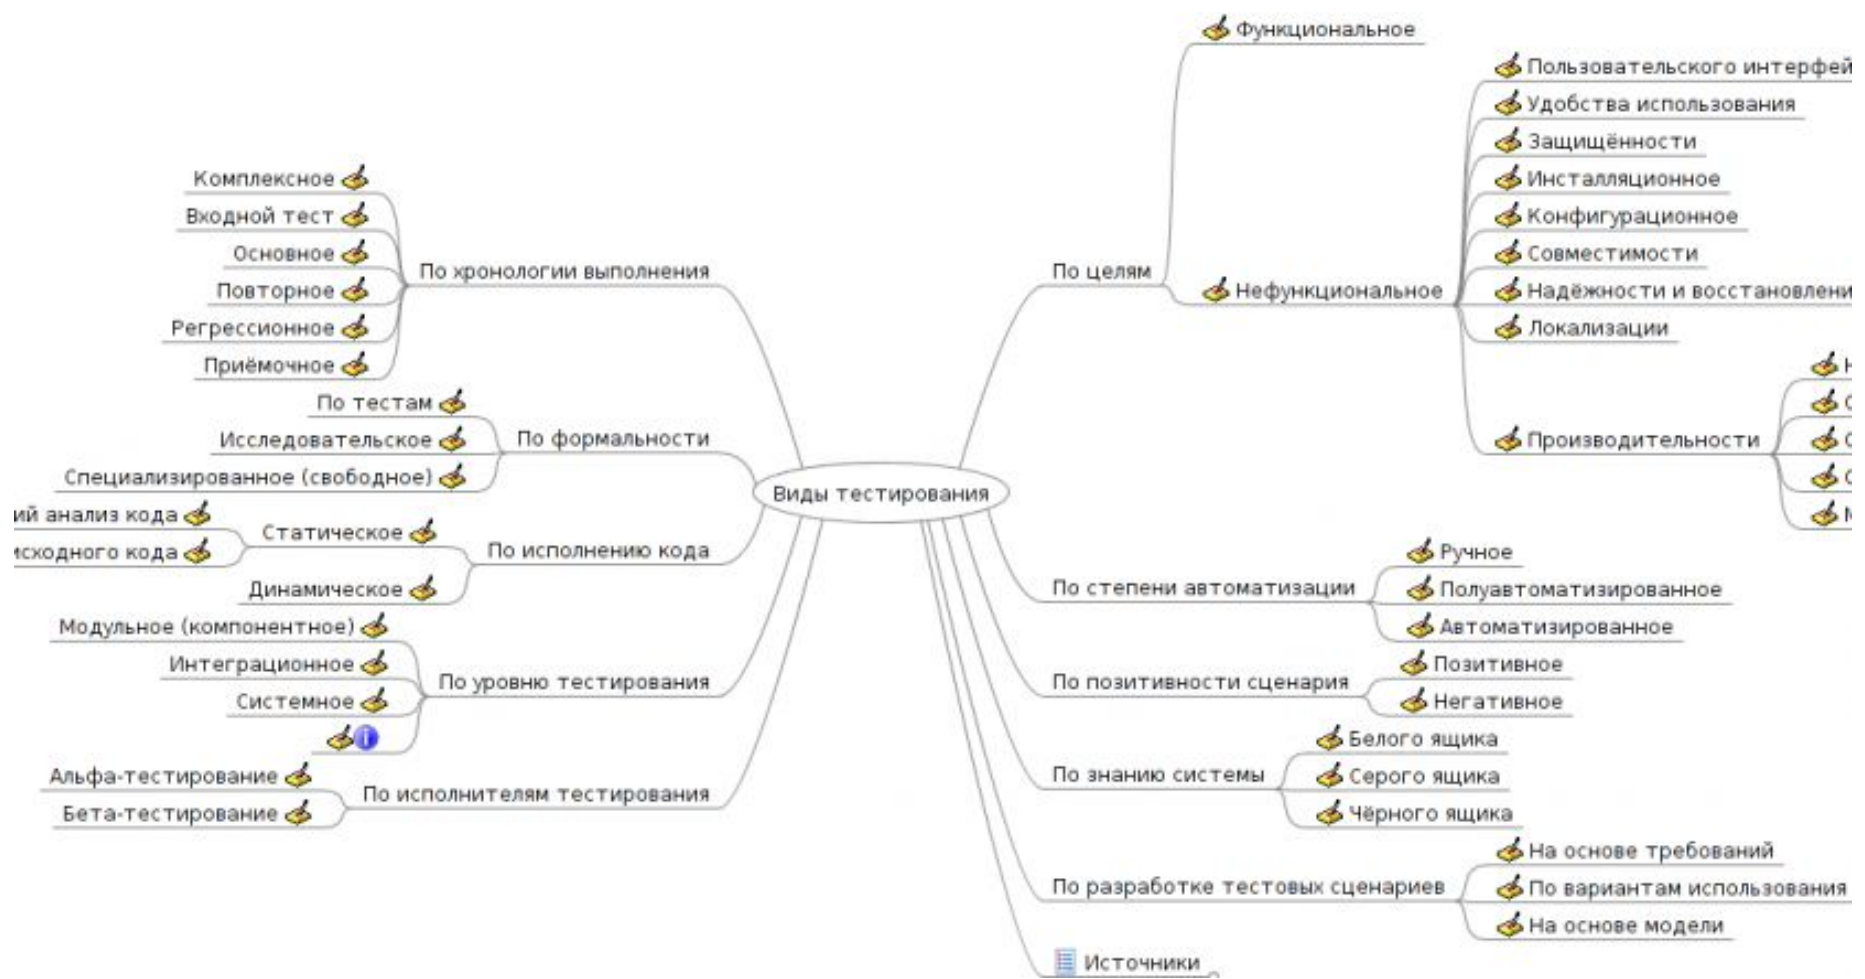 Виды тестирования
По хронологии выполнения
Комплексное
Входной тест
Основное
Повторное
Регрессионное
Приёмочное
По формальности
По тестам
Исследовательское
Специализированное (свободное)
По исполнению кода
Статическое
анализ кода
исходного кода
Динамическое
По уровню тестирования
Модульное (компонентное)
Интеграционное
Системное
По исполнителям тестирования
Альфа-тестирование
Бета-тестирование
По целям
Функциональное
Нефункциональное
Пользовательского
Удобства использования
Защищённости
Инсталляционное
Конфигурационное
Совместимости
Надёжности и
Локализации
Производительности
По степени автоматизации
Ручное
Полуавтоматизированное
Автоматизированное
По позитивности сценария
Позитивное
Негативное
По знанию системы
Белого ящика
Серого ящика
Чёрного ящика
По разработке тестовых сценариев
На основе требований
По вариантам использования
На основе модели
Источники